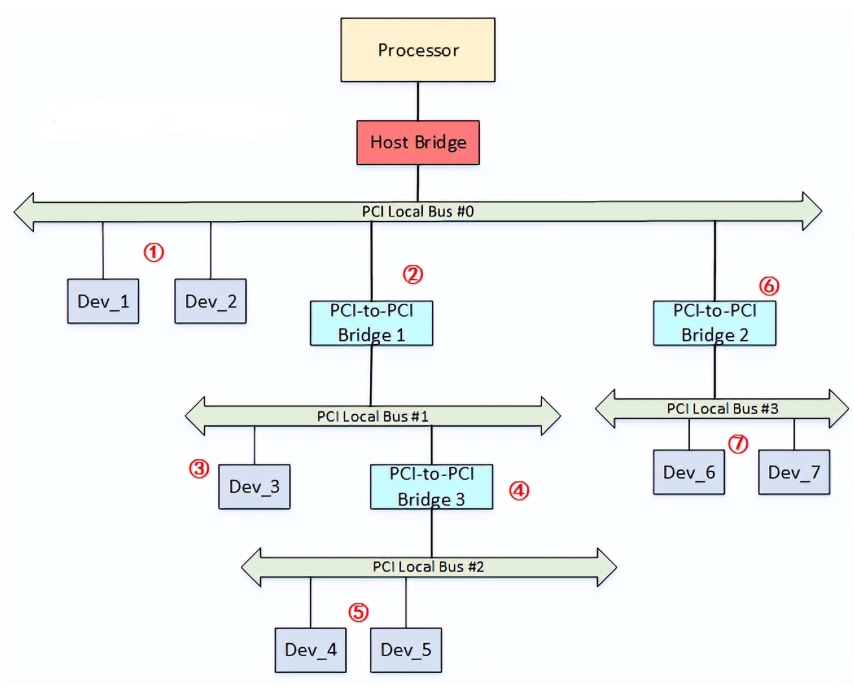 Processor
Host Bridge
PCI Local Bus #0
①
②
⑥
Dev_1
Dev_2
PCI-to-PCI
Bridge 1
PCI-to-PCI
Bridge 2
PCI Local Bus #1
PCI Local Bus #3
③
⑦
Dev_3
PCI-to-PCI
Bridge 3
④
Dev_6
Dev_7
PCI Local Bus #2
⑤
Dev_4
Dev_5